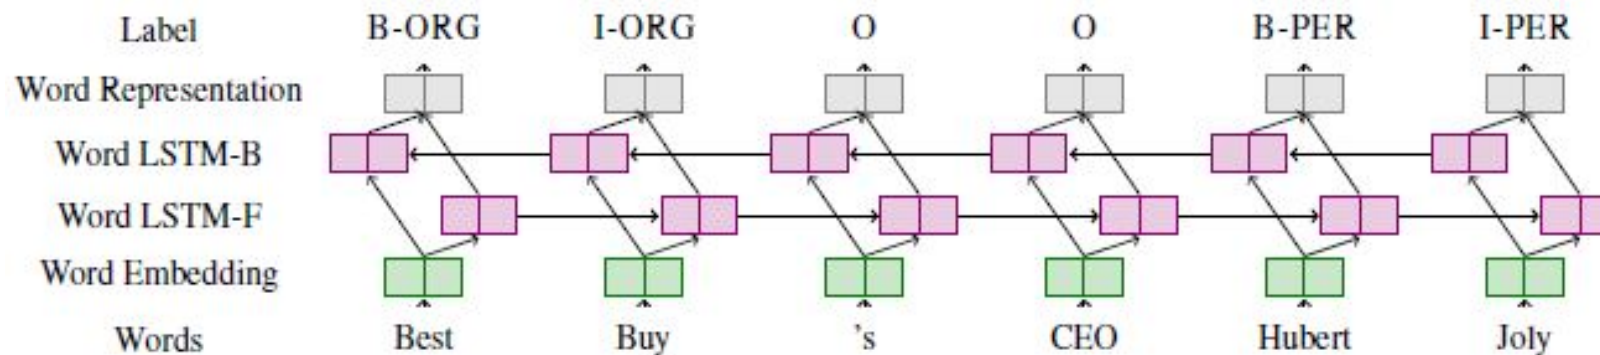 Label B-ORG I-ORG O O B-PER I-PER
Word Representation
Word LSTM-B
Word LSTM-F
Word Embedding
Words Best Buy 's CEO Hubert Joly